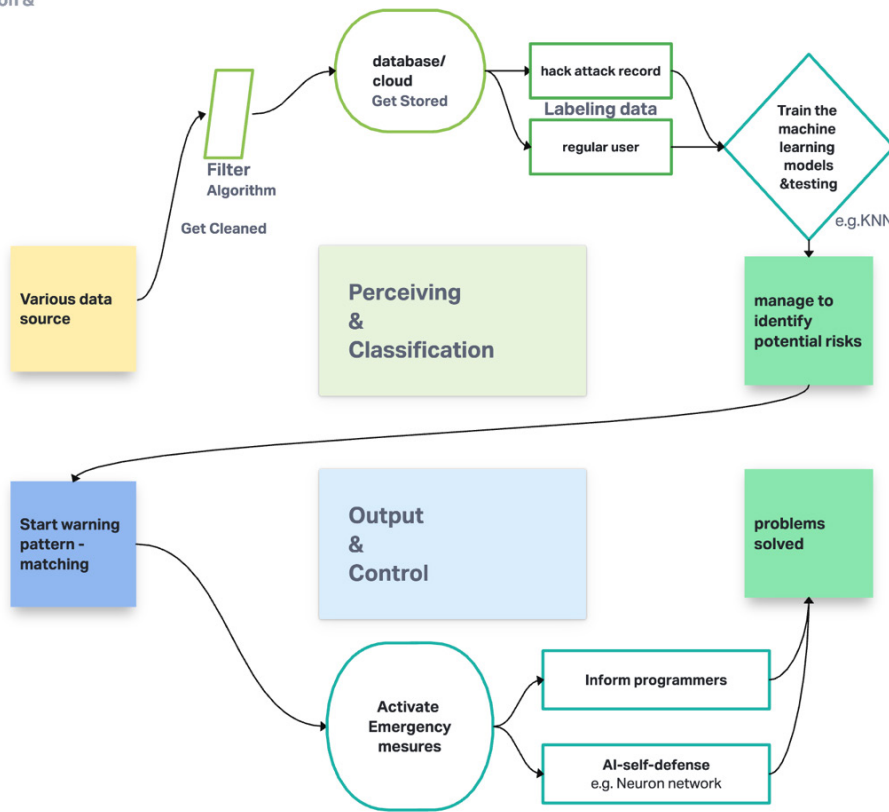 &
database/
cloud
Get Stored
hack attack record
Labeling data
regular user
Train the
machine
learning
models
&testing
e.g.KNN
Filter
Algorithm
Get Cleaned
Various data
source
Perceiving
&
Classification
manage to
identify
potential risks
Start warning
pattern -
matching
Output
&
Control
problems
solved
Activate
Emergency
mesures
Inform programmers
AI-self-defense
e.g. Neuron network